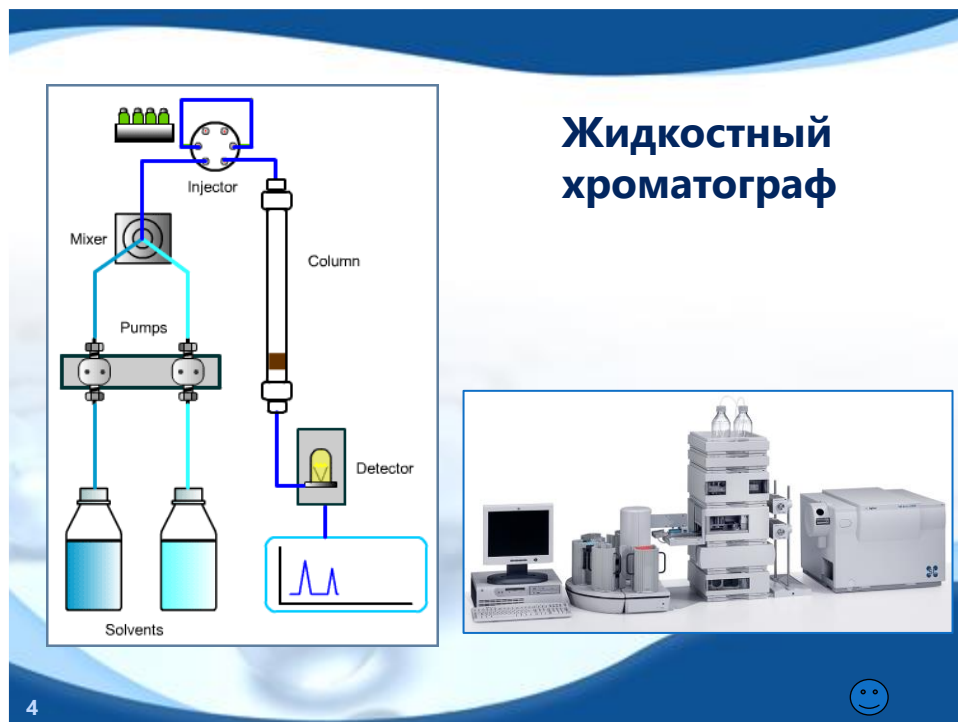 Жидкостный
хроматограф
Injector
Mixer
Column
Pumps
Detector
Solvents
4